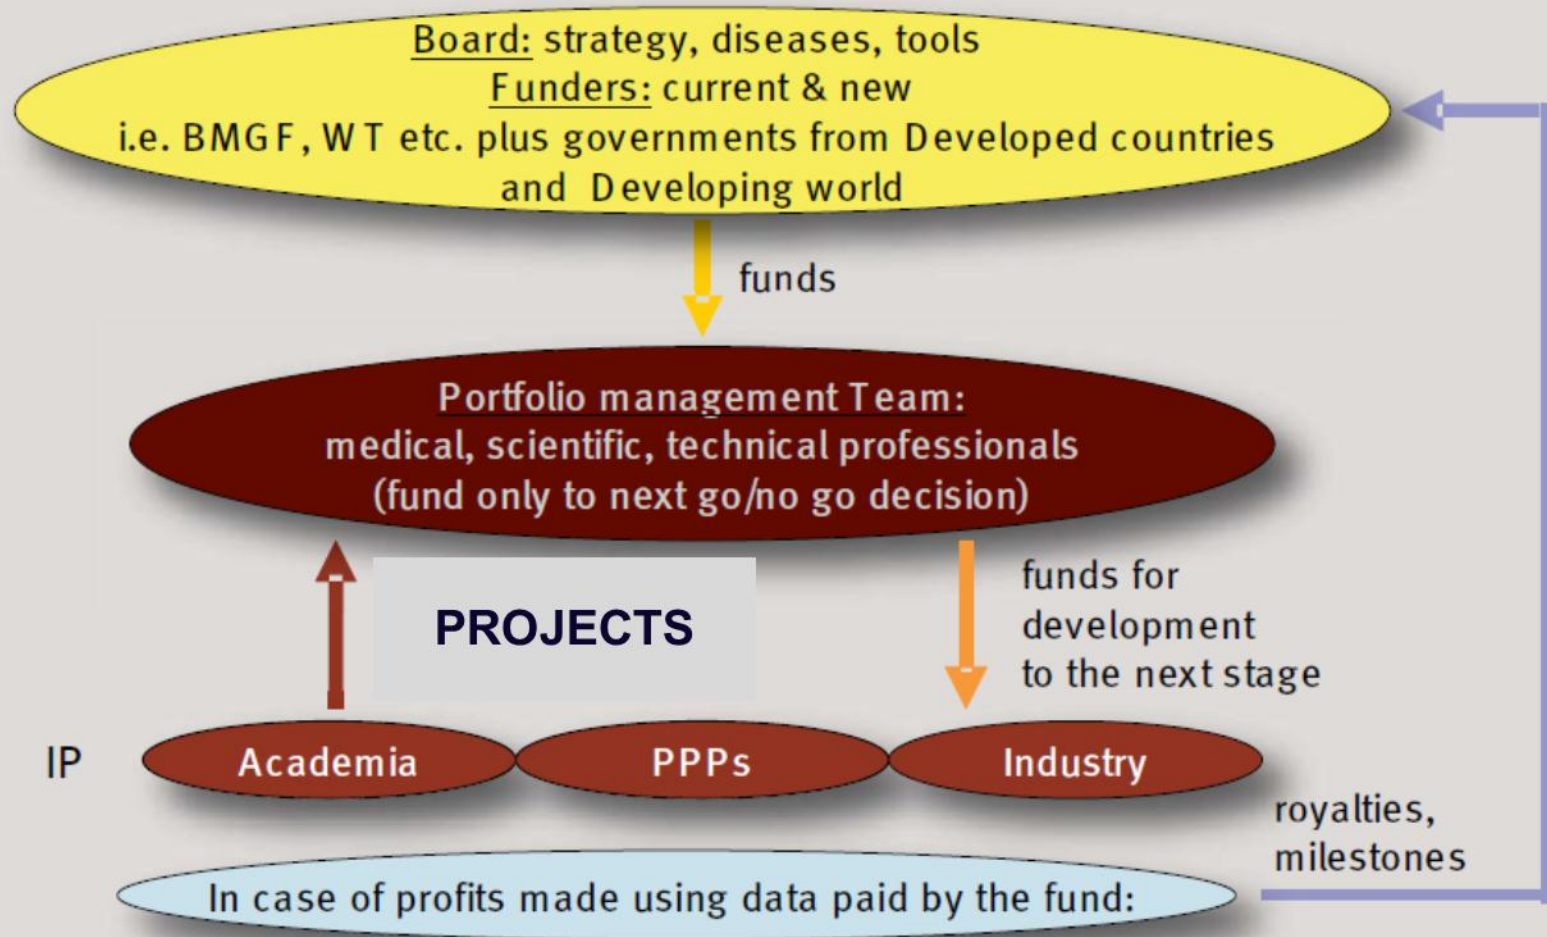 Board: strategy, diseases, tools
Funders: current & new
i.e. BMGF, WT etc. plus governments from Developed countries
and Developing world
funds
Portfolio management Team:
medical, scientific, technical professionals
(fund only to next go/no go decision)
PROJECTS
funds for
development
to the next stage
IP
Academia
PPPs
Industry
royalties,
milestones
In case of profits made using data paid by the fund: